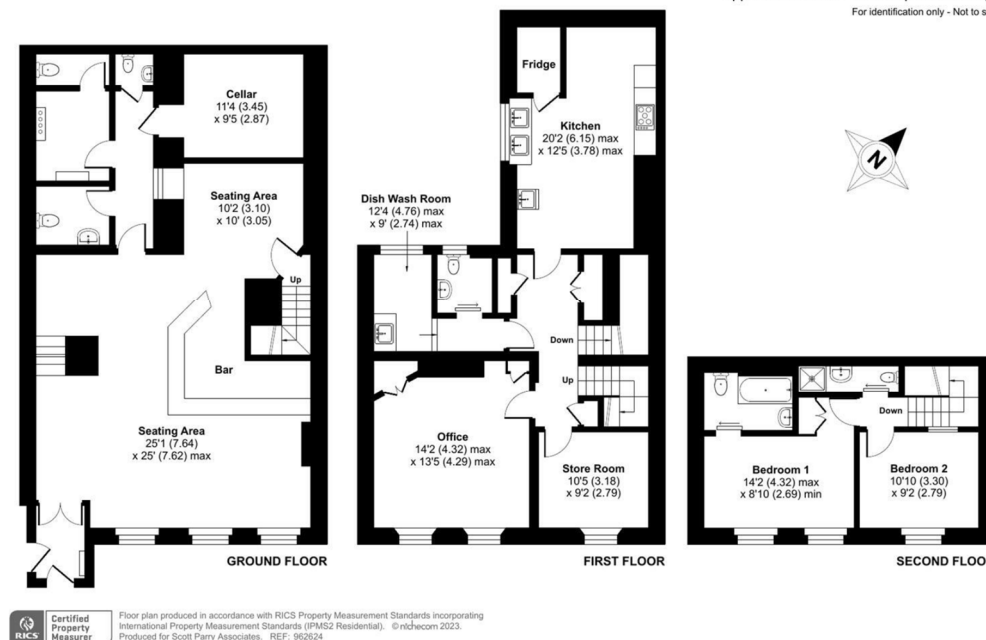 For identification only - Not to s
Cellar
11'4 (3.45)
x 9'5 (2.87)
Seating Area
10'2 (3.10)
x 10' (3.05)
Up
Bar
Seating Area
25'1 (7.64)
x 25' (7.62) max
GROUND FLOOR
Fridge
Kitchen
20'2 (6.15) max
x 12'5 (3.78) max
Dish Wash Room
12'4 (4.76) max
x 9' (2.74) max
Down
Up
Office
14'2 (4.32) max
x 13'5 (4.29) max
Store Room
10'5 (3.18)
x 9'2 (2.79)
FIRST FLOOR
N
Down
Bedroom 1
14'2 (4.32) max
x 8'10 (2.69) min
Bedroom 2
10'10 (3.30)
x 9'2 (2.79)
SECOND FLOO
RICS
Certified
Property
Measurer
Floor plan produced in accordance with RICS Property Measurement Standards incorporating
International Property Measurement Standards (IPMS2 Residential). © ntchecom 2023.
Produced for Scott Parry Associates. REF: 962624